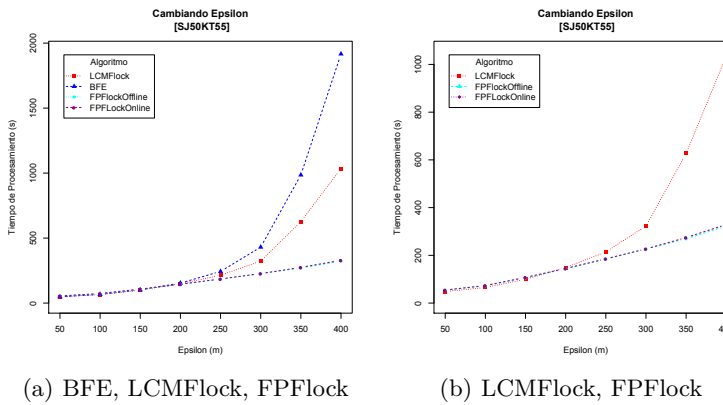 Cambiando Epsilon
[SJ50KT55]
Tiempo de Procesamiento (s)
2000
1500
1000
500
0
Algoritmo
LCMFlock
BFE
FPFlockOffline
FPFLockOnline
50 100 150 200 250 300 350 400
Epsilon (m)
(a) BFE, LCMFlock, FPFlock
Cambiando Epsilon
[SJ50KT55]
Tiempo de Procesamiento (s)
1000
800
600
400
200
0
Algoritmo
LCMFlock
FPFlockOffline
FPFLockOnline
50 100 150 200 250 300 350 400
Epsilon (m)
(b) LCMFlock, FPFlock